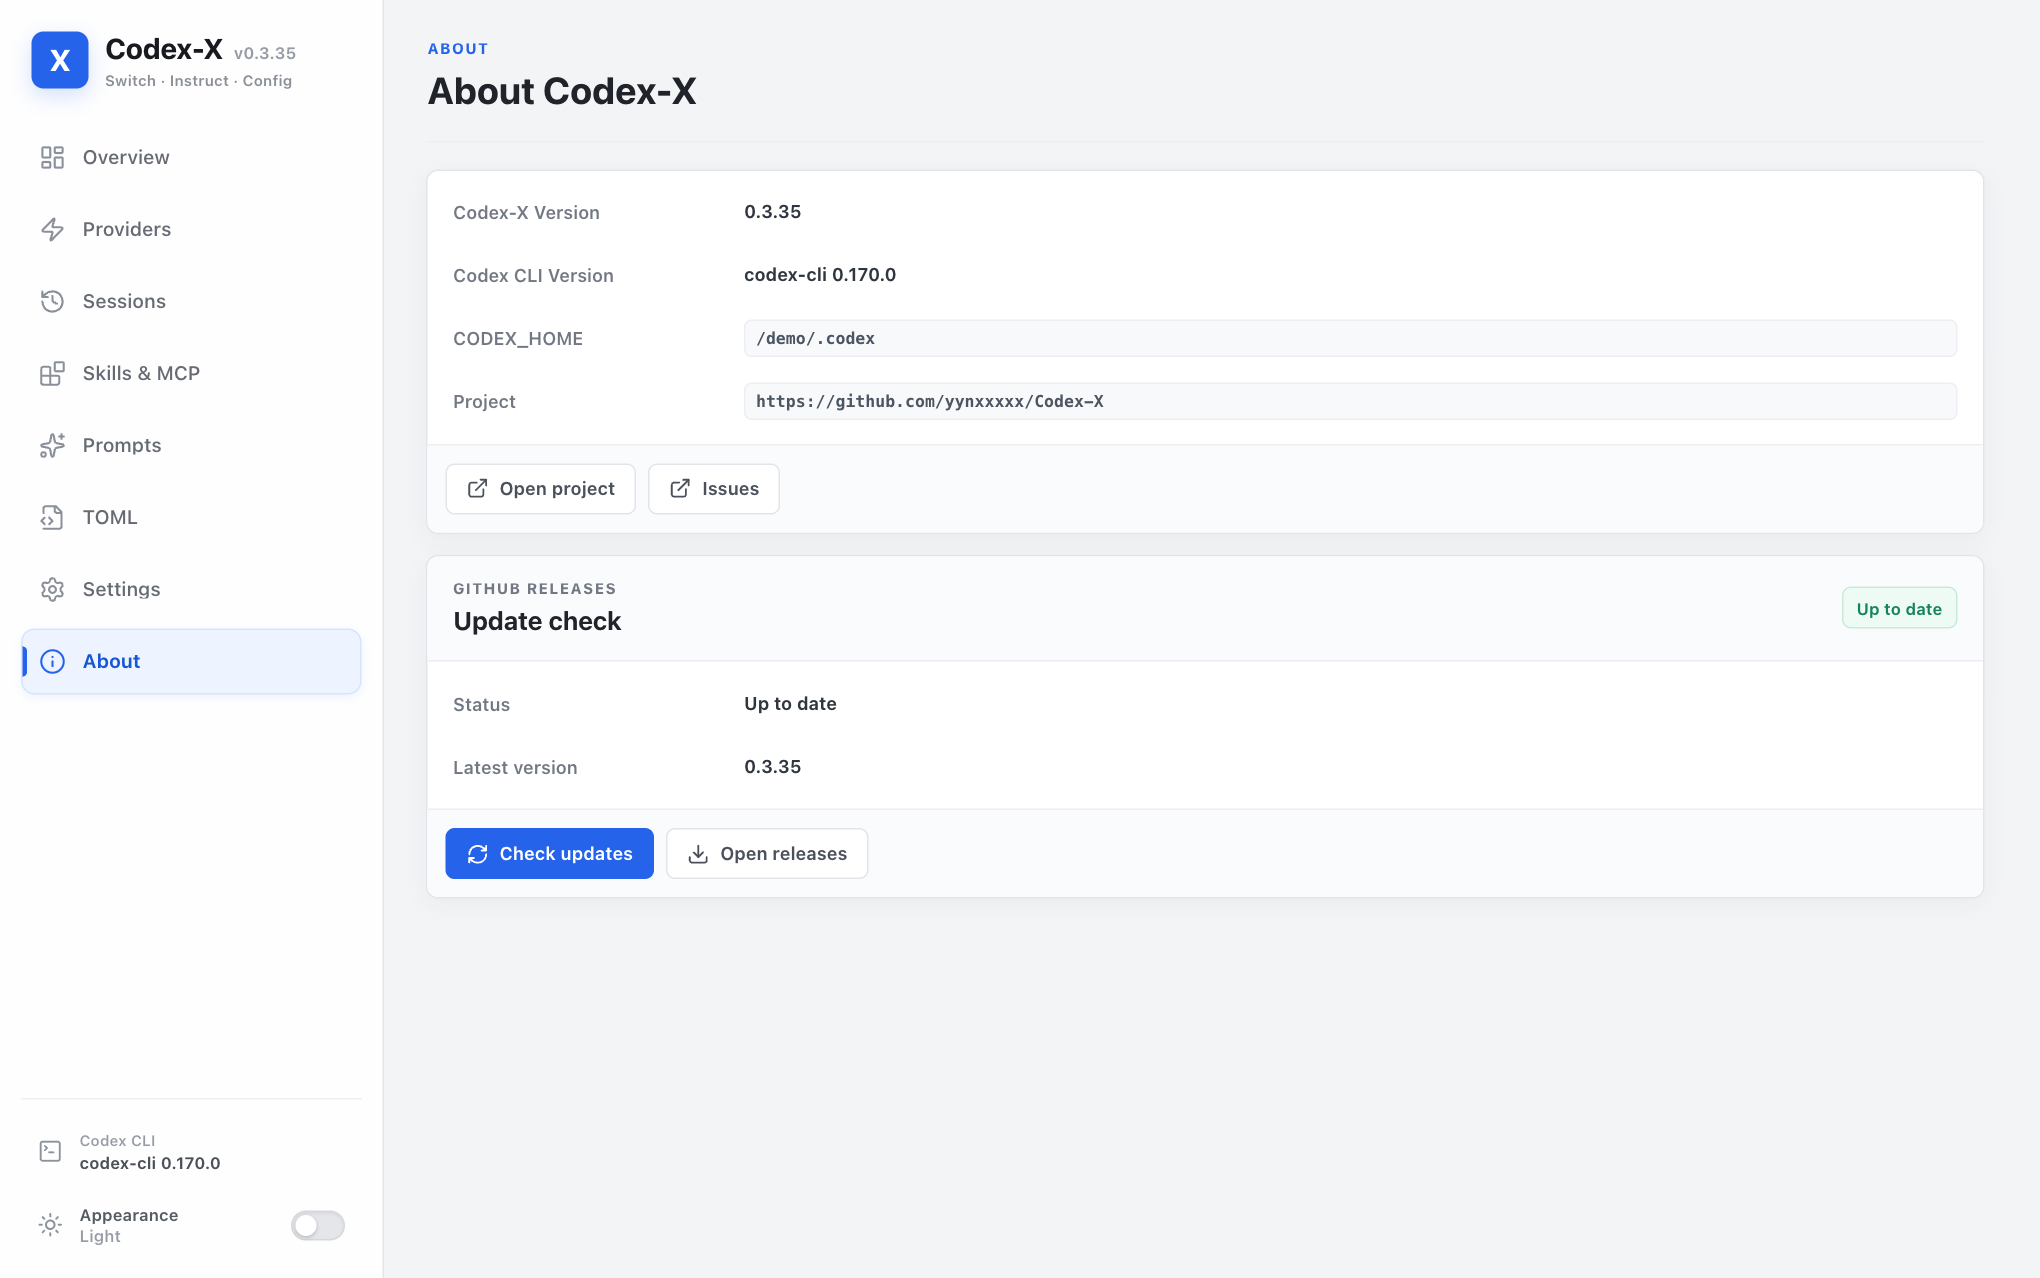 X
Codex-X v0.3.35
Switch · Instruct · Config
Overview
Providers
Sessions
Skills & MCP
Prompts
TOML
Settings
About
Codex CLI
codex-cli 0.170.0
Appearance
Light
ABOUT
About Codex-X
Codex-X Version 0.3.35
Codex CLI Version codex-cli 0.170.0
CODEX_HOME /demo/.codex
Project https://github.com/yynxxxxx/Codex-X
Open project Issues
GITHUB RELEASES
Update check
Up to date
Status Up to date
Latest version 0.3.35
Check updates Open releases